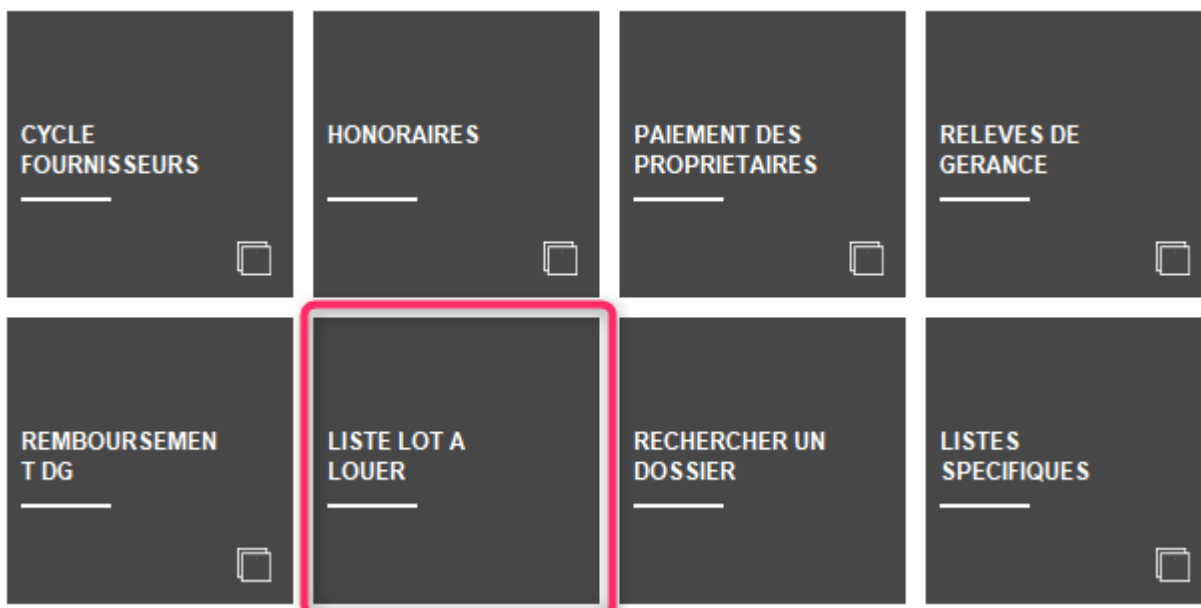 CYCLE
FOURNISSEURS
HONORAIRES
PAIEMENT DES
PROPRIETAIRES
RELEVES DE
GERANCE
REMBOURSEMEN
T DG
LISTE LOT A
LOUER
RECHERCHER UN
DOSSIER
LISTES
SPECIFIQUES